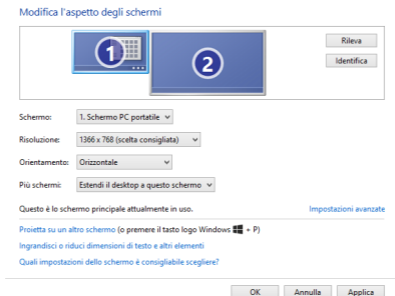 Modifica l'aspetto degli schermi
1
2
Rileva
Identifica
Schermo: 1. Schermo PC portatile
Risoluzione: 1366 x 768 (scelta consigliata)
Orientamento: Orizzontale
Più schermi: Estendi il desktop a questo schermo
Questo è lo schermo principale attualmente in uso. Impostazioni avanzate
Proietta su un altro schermo (o premere il tasto logo Windows + P)
Ingrandisci o riduci dimensioni di testo e altri elementi
Quali impostazioni dello schermo è consigliabile scegliere?
OK Annulla Applica